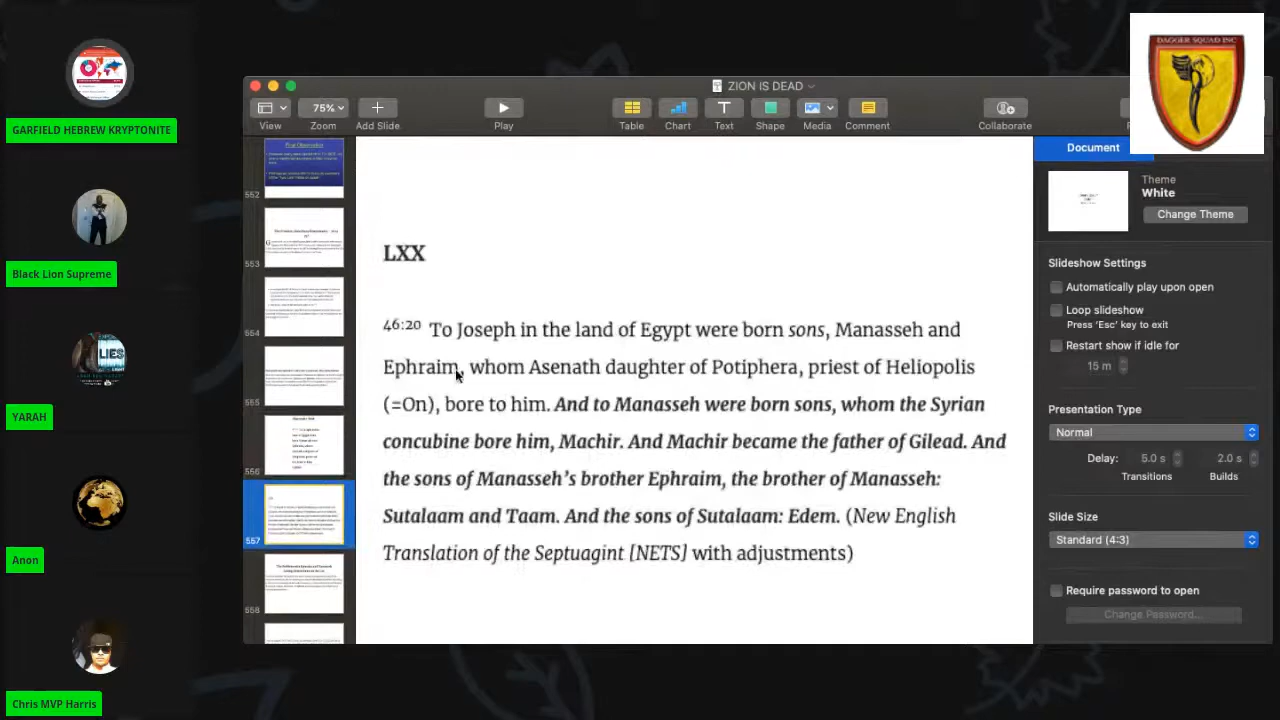 GARFIELD HEBREW KRYPTONITE
Black Lion Supreme
LIES
YARAH
Anon
Chris MVP Harris
ZION IS DEAD
75%
View
Zoom
Add Slide
Play
Table
Chart
Text
Shape
Media
Comment
Collaborate
DAGGER SQUAD INC
552
553
554
555
556
557
558
LXX
46:20 To Joseph in the land of Egypt were born sons, Manasseh and
Ephraim, whom Asenath daughter of Potiphera, priest of Heliopolis
(=On), bore to him. And to Manasseh were born sons, whom the Syrian
concubine bore him, Machir. And Machir became the father of Gilead. And
the sons of Manasseh's brother Ephraim, the brother of Manasseh:
Sutalaam and Taam. And the sons of Sutalaam: Edem. (New English
Translation of the Septuagint [NETS] with adjustments)
Document
Theme
White
Change Theme
Slideshow Settings
Automatically play upon open
Loop slideshow
Press 'Esc' key to exit
Restart show if idle for
15 m
Presentation Type
Normal
Delay: 5.0 s 2.0 s
Transitions Builds
Slide Size
Standard (4:3)
Require password to open
Change Password...